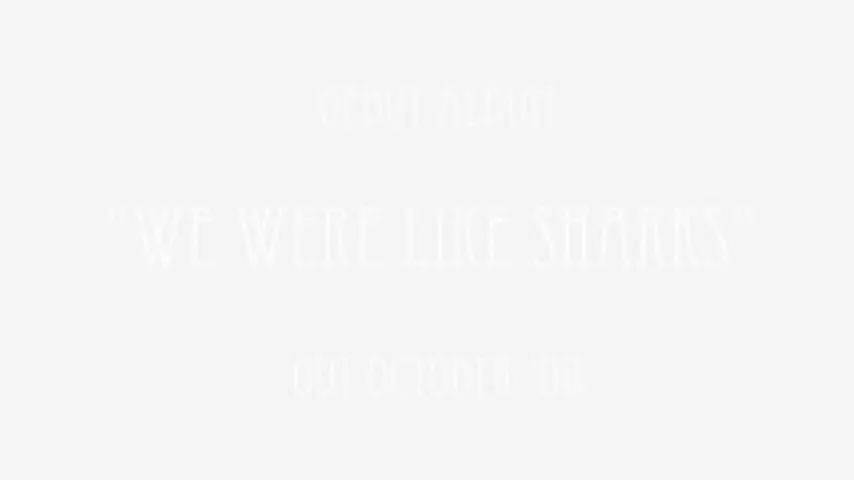 DEBUT ALBUM
"WE WERE LIKE SHARKS"
OUT OCTOBER